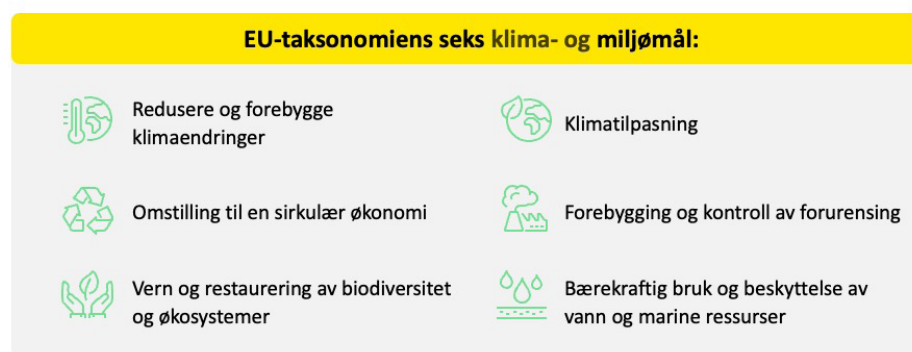 EU-taksonomiens seks klima- og miljømål:
Redusere og forebygge
klimaendringer
Klimatilpasning
Omstilling til en sirkulær økonomi
Forebygging og kontroll av forurensing
Vern og restaurering av biodiversitet
og økosystemer
Bærekraftig bruk og beskyttelse av
vann og marine ressurser